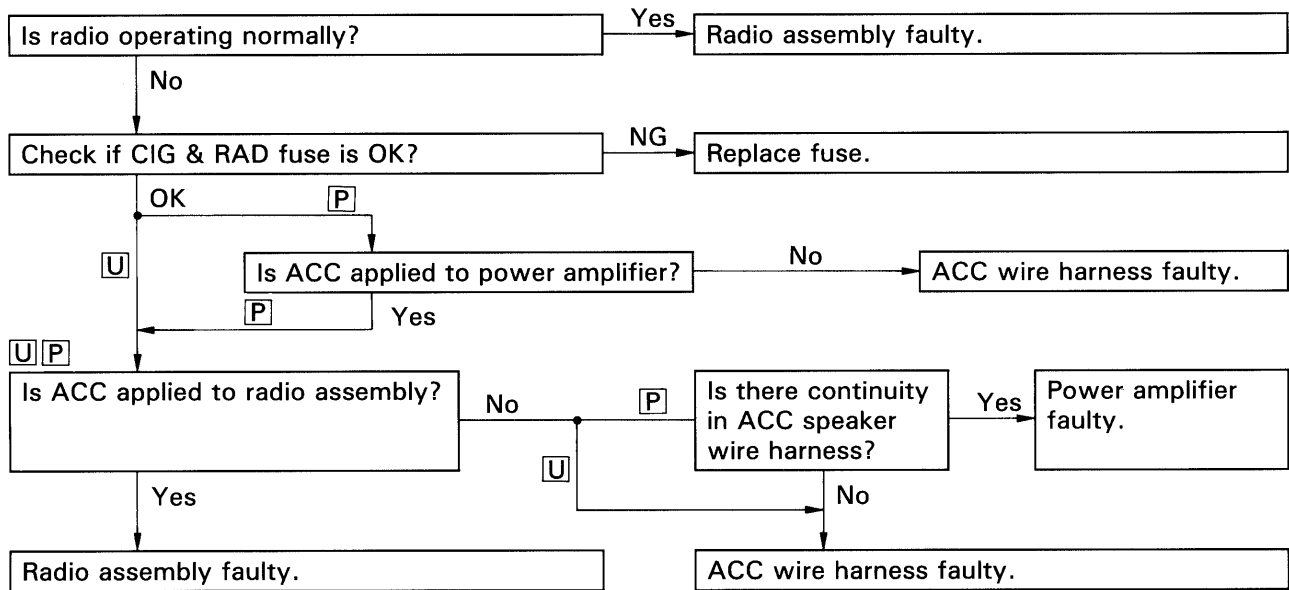 Is radio operating normally?
Yes
Radio assembly faulty.
No
Check if CIG & RAD fuse is OK?
NG
Replace fuse.
OK
P
U
Is ACC applied to power amplifier?
No
ACC wire harness faulty.
P
Yes
U P
Is ACC applied to radio assembly?
No
P
U
Is there continuity
in ACC speaker
wire harness?
Yes
Power amplifier
faulty.
Yes
No
Radio assembly faulty.
ACC wire harness faulty.